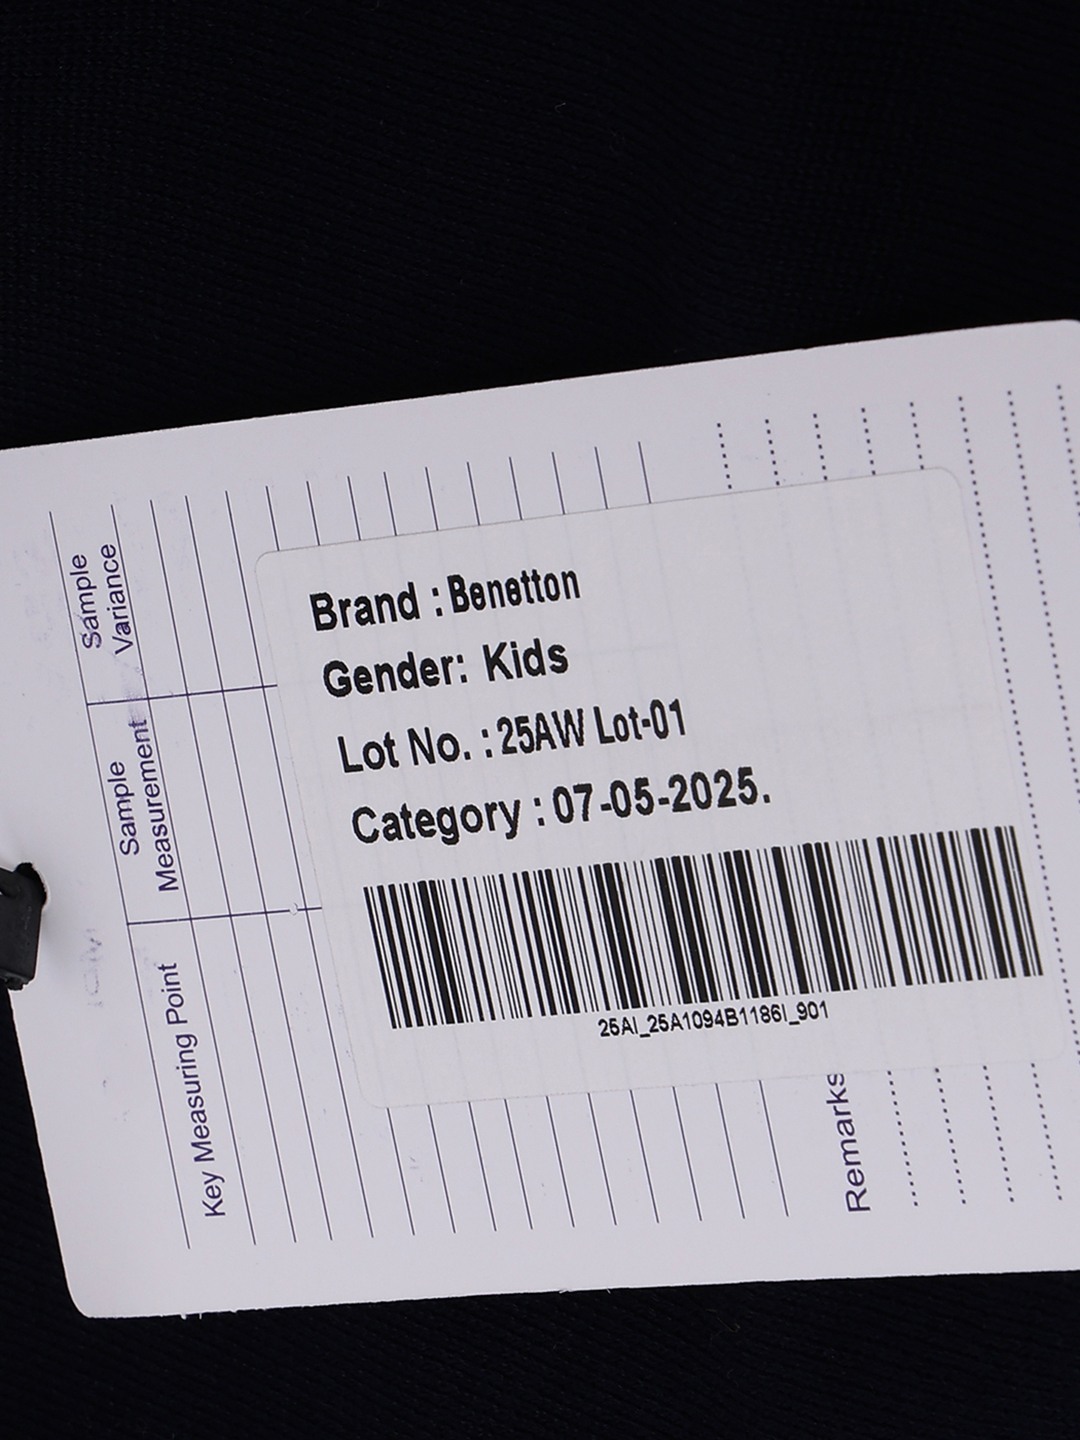 Brand : Benetton
Gender: Kids
Lot No. : 25AW Lot-01
Category : 07-05-2025.
25AI_25A1094B1186I_901
Sample
Variance
Sample
Measurement
Key Measuring Point
Remarks